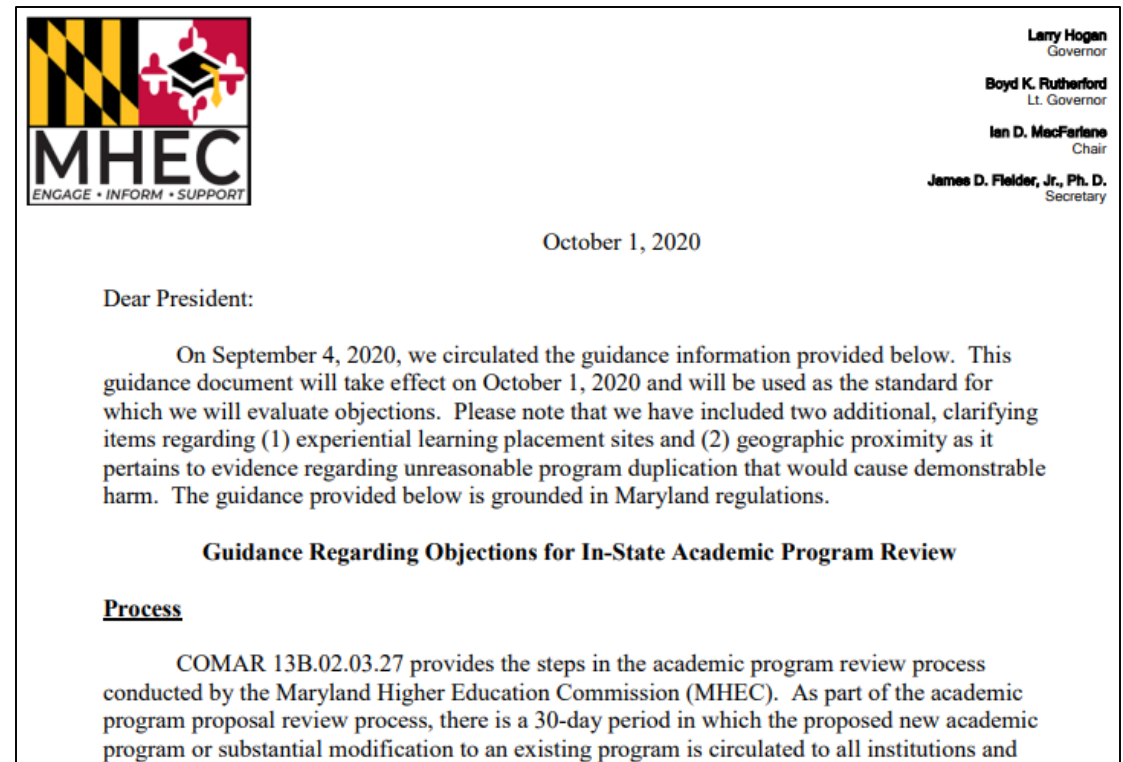 MHEC
ENGAGE • INFORM • SUPPORT
Larry Hogan
Governor
Boyd K. Rutherford
Lt. Governor
Ian D. MacFarlane
Chair
James D. Fielder, Jr., Ph. D.
Secretary
October 1, 2020
Dear President:
On September 4, 2020, we circulated the guidance information provided below. This
guidance document will take effect on October 1, 2020 and will be used as the standard for
which we will evaluate objections. Please note that we have included two additional, clarifying
items regarding (1) experiential learning placement sites and (2) geographic proximity as it
pertains to evidence regarding unreasonable program duplication that would cause demonstrable
harm. The guidance provided below is grounded in Maryland regulations.
Guidance Regarding Objections for In-State Academic Program Review
Process
COMAR 13B.02.03.27 provides the steps in the academic program review process
conducted by the Maryland Higher Education Commission (MHEC). As part of the academic
program proposal review process, there is a 30-day period in which the proposed new academic
program or substantial modification to an existing program is circulated to all institutions and